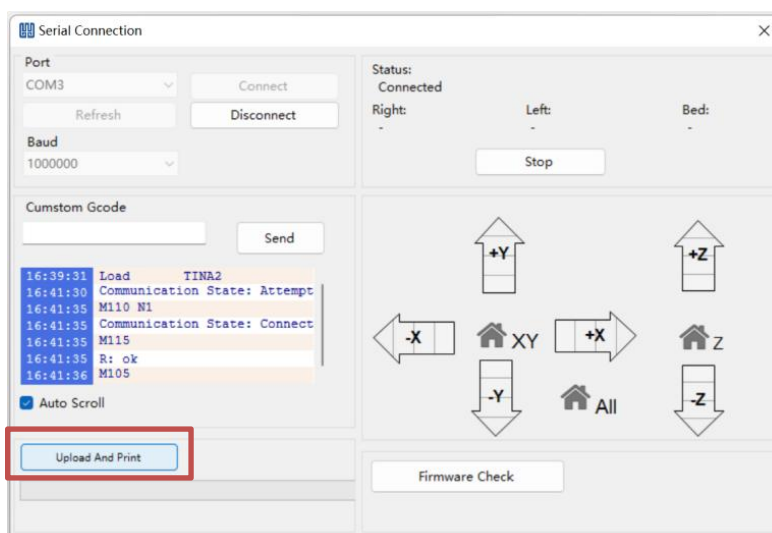 Serial Connection
Port
COM3
Connect
Refresh
Disconnect
Baud
1000000
Status:
Connected
Right:
Left:
Bed:
-
-
-
Stop
Cumstom Gcode
Send
16:39:31 Load TINA2
16:41:30 Communication State: Attempt
16:41:35 M110 N1
16:41:35 Communication State: Connect
16:41:35 M115
16:41:35 R: ok
16:41:36 M105
Auto Scroll
+Y
+Z
-X
XY
+X
Z
-Y
All
-Z
Upload And Print
Firmware Check